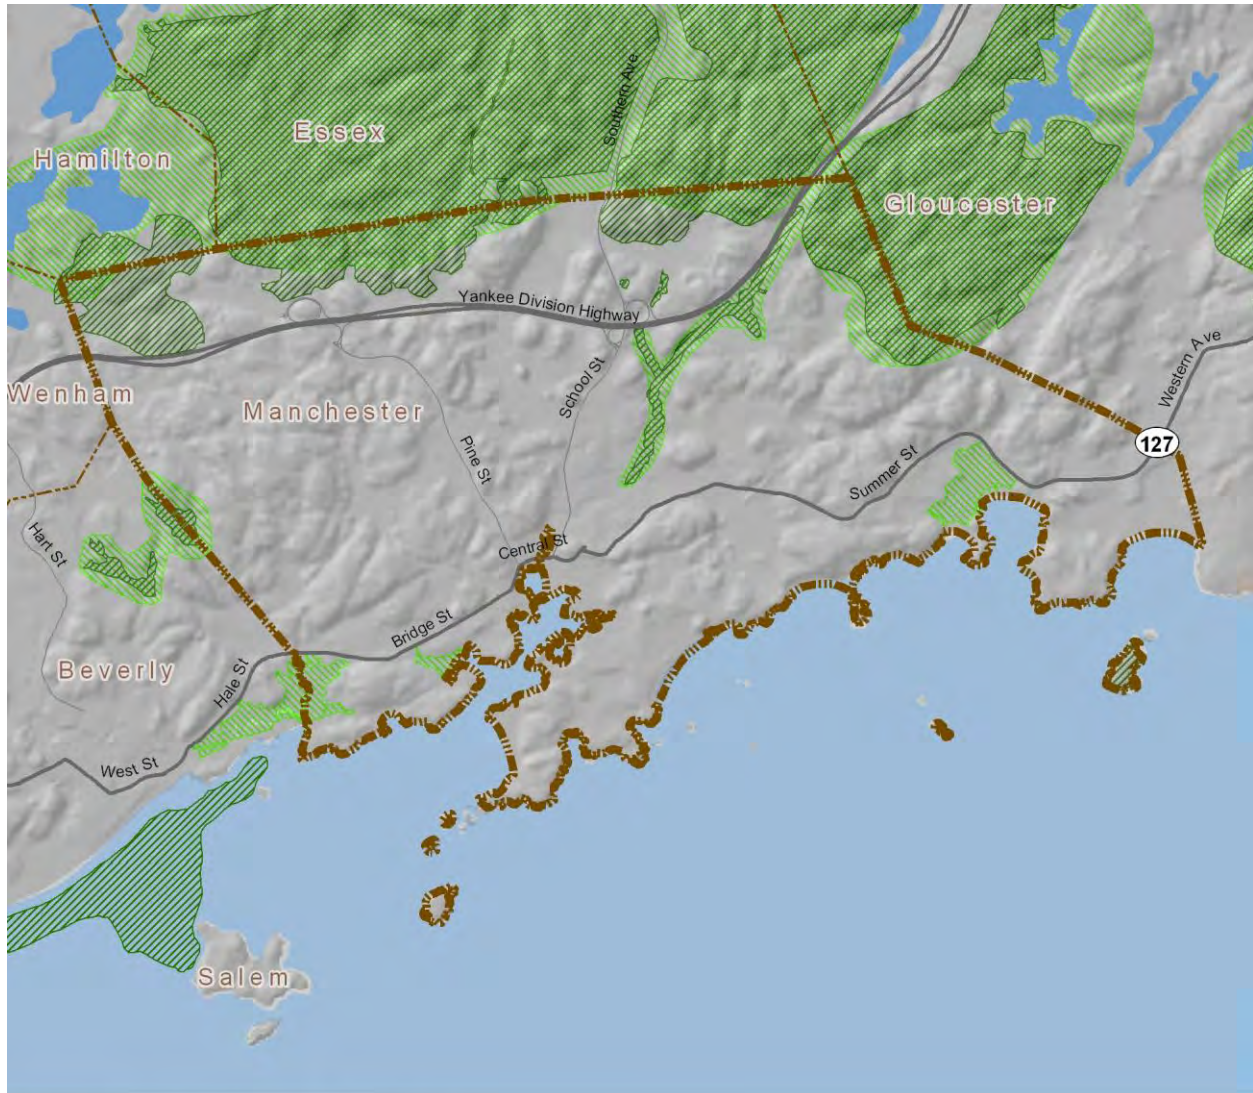 Southern Ave
Essex
Hamilton
Gloucester
Yankee Division Highway
Western Ave
Wenham
Manchester
School St
127
Pine St
Summer St
Hart St
Central St
Bridge St
Beverly
Hale St
West St
Salem